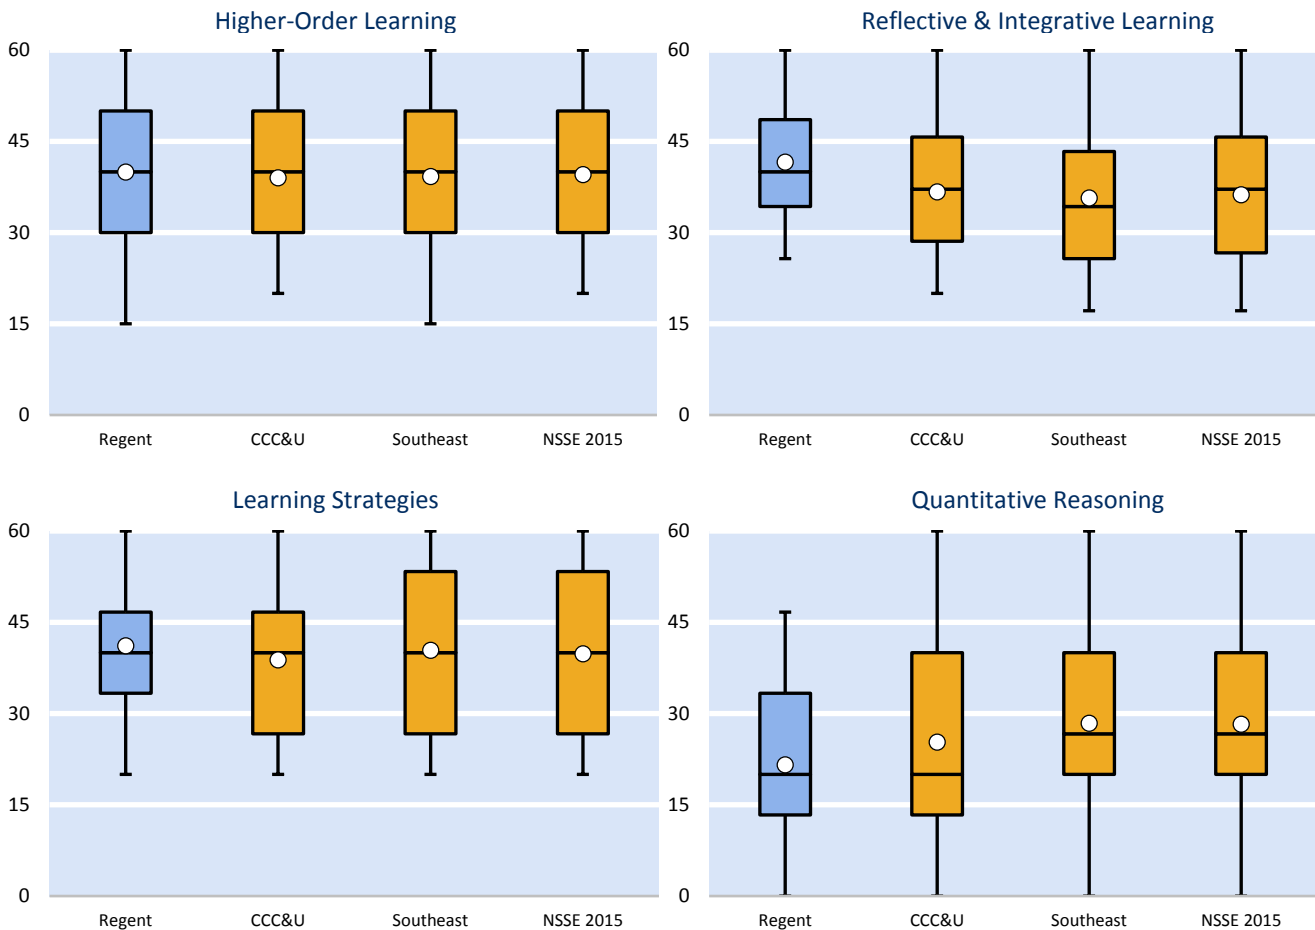 Higher-Order Learning
60
45
30
15
0
Regent CCC&U Southeast NSSE 2015
Reflective & Integrative Learning
60
45
30
15
0
Regent CCC&U Southeast NSSE 2015
Learning Strategies
60
45
30
15
0
Regent CCC&U Southeast NSSE 2015
Quantitative Reasoning
60
45
30
15
0
Regent CCC&U Southeast NSSE 2015